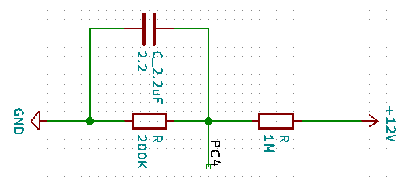 C_2.2uF
2.2
GND
R
200K
PC4
R
1M
+12V